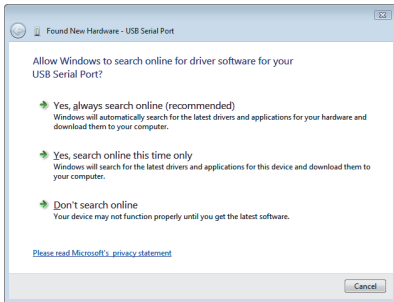 Found New Hardware - USB Serial Port
Allow Windows to search online for driver software for your
USB Serial Port?
Yes, always search online (recommended)
Windows will automatically search for the latest drivers and applications for your hardware and
download them to your computer.
Yes, search online this time only
Windows will search for the latest drivers and applications for this device and download them to
your computer.
Don't search online
Your device may not function properly until you get the latest software.
Please read Microsoft's privacy statement
Cancel